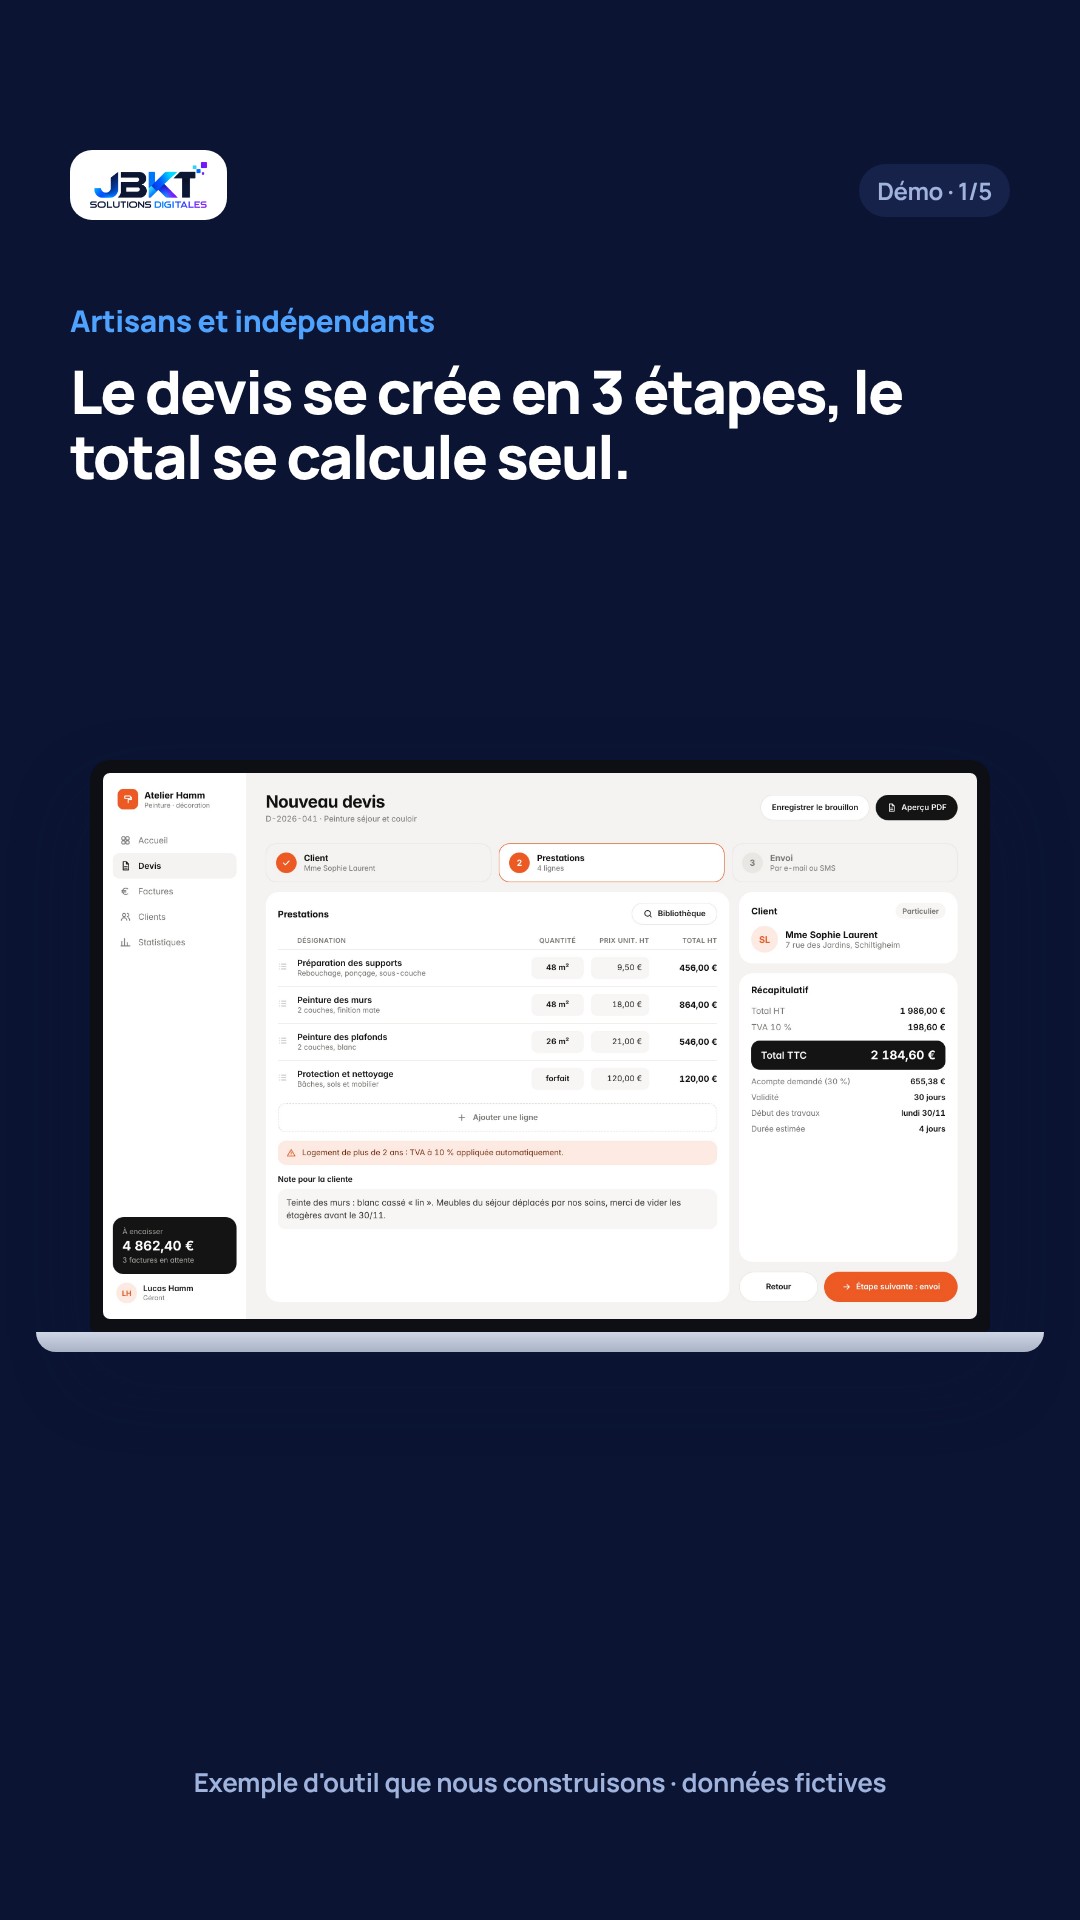 JBKT
SOLUTIONS DIGITALES
Démo · 1/5
Artisans et indépendants
Le devis se crée en 3 étapes, le
total se calcule seul.
Atelier Hamm
Peinture · décoration
Accueil
Devis
Factures
Clients
Statistiques
À encaisser
4 862,40 €
3 factures en attente
LH
Lucas Hamm
Gérant
Nouveau devis
D-2026-041 · Peinture séjour et couloir
Enregistrer le brouillon
Aperçu PDF
Client
Mme Sophie Laurent
2
Prestations
4 lignes
3
Envoi
Par e-mail ou SMS
Prestations
Bibliothèque
DÉSIGNATION QUANTITÉ PRIX UNIT. HT TOTAL HT
Préparation des supports 48 m² 9,50 € 456,00 €
Rebouchage, ponçage, sous-couche
Peinture des murs 48 m² 18,00 € 864,00 €
2 couches, finition mate
Peinture des plafonds 26 m² 21,00 € 546,00 €
2 couches, blanc
Protection et nettoyage forfait 120,00 € 120,00 €
Bâches, sols et mobilier
+ Ajouter une ligne
Logement de plus de 2 ans : TVA à 10 % appliquée automatiquement.
Note pour la cliente
Teinte des murs : blanc cassé « lin ». Meubles du séjour déplacés par nos soins, merci de vider les
étagères avant le 30/11.
Client
Particulier
SL
Mme Sophie Laurent
7 rue des Jardins, Schiltigheim
Récapitulatif
Total HT 1 986,00 €
TVA 10 % 198,60 €
Total TTC 2 184,60 €
Acompte demandé (30 %) 655,38 €
Validité 30 jours
Début des travaux lundi 30/11
Durée estimée 4 jours
Retour
→ Étape suivante : envoi
Exemple d'outil que nous construisons · données fictives